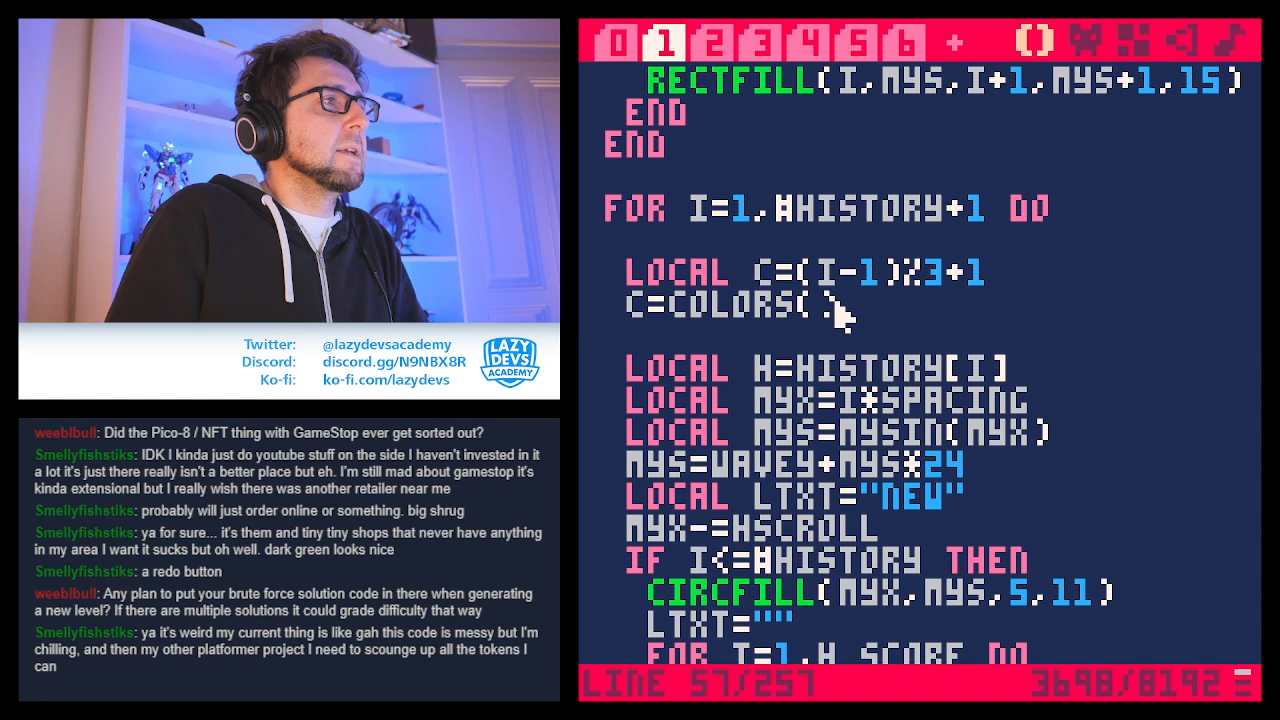 Twitter: @lazydevsacademy
Discord: discord.gg/N9NBX8R
Ko-fi: ko-fi.com/lazydevs
LAZY
DEVS
ACADEMY
weeblbull: Did the Pico-8 / NFT thing with GameStop ever get sorted out?
Smellyfishstiks: IDK I kinda just do youtube stuff on the side I haven't invested in it
a lot it's just there really isn't a better place but eh. I'm still mad about gamestop it's
kinda extensional but I really wish there was another retailer near me
Smellyfishstiks: probably will just order online or something. big shrug
Smellyfishstiks: ya for sure... it's them and tiny tiny shops that never have anything
in my area I want it sucks but oh well. dark green looks nice
Smellyfishstiks: a redo button
weeblbull: Any plan to put your brute force solution code in there when generating
a new level? If there are multiple solutions it could grade difficulty that way
Smellyfishstiks: ya it's weird my current thing is like gah this code is messy but I'm
chilling, and then my other platformer project I need to scounge up all the tokens I
can
0 1 2 3 4 5 6 + ()
RECTFILL(I,MYS,I+1,MYS+1,15)
END
END
FOR I=1,#HISTORY+1 DO
LOCAL C=(I-1)%3+1
C=COLORS()
LOCAL H=HISTORY[I]
LOCAL MYX=I*SPACING
LOCAL MYS=MYSIN(MYX)
MYS=WAVEY+MYS*24
LOCAL LTXT="NEW"
MYX-=HSCROLL
IF I<=#HISTORY THEN
CIRCFILL(MYX,MYS,5,11)
LTXT=""
FOR T=1,H_SCORE DO
LINE 57/257 3698/8192